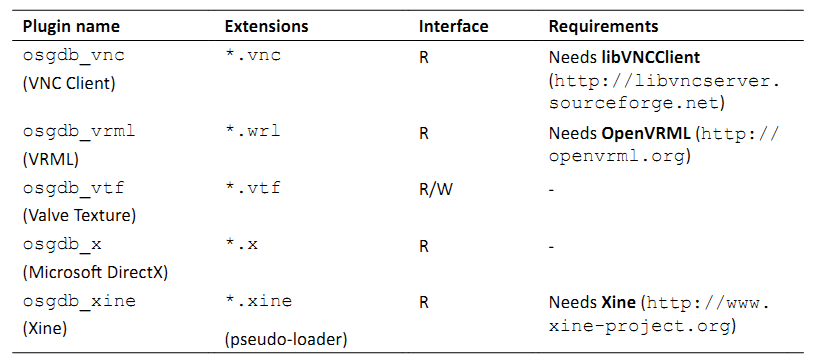 Plugin name Extensions Interface Requirements
osgdb_vnc *.vnc R Needs libVNCClient
(VNC Client) (http://libvncserver.
sourceforge.net)
osgdb_vrml *.wrl R Needs OpenVRML (http://
(VRML) openvrml.org)
osgdb_vtf *.vtf R/W -
(Valve Texture)
osgdb_x *.x R -
(Microsoft DirectX)
osgdb_xine *.xine R Needs Xine (http://www.
(Xine) xine-project.org)
(pseudo-loader)